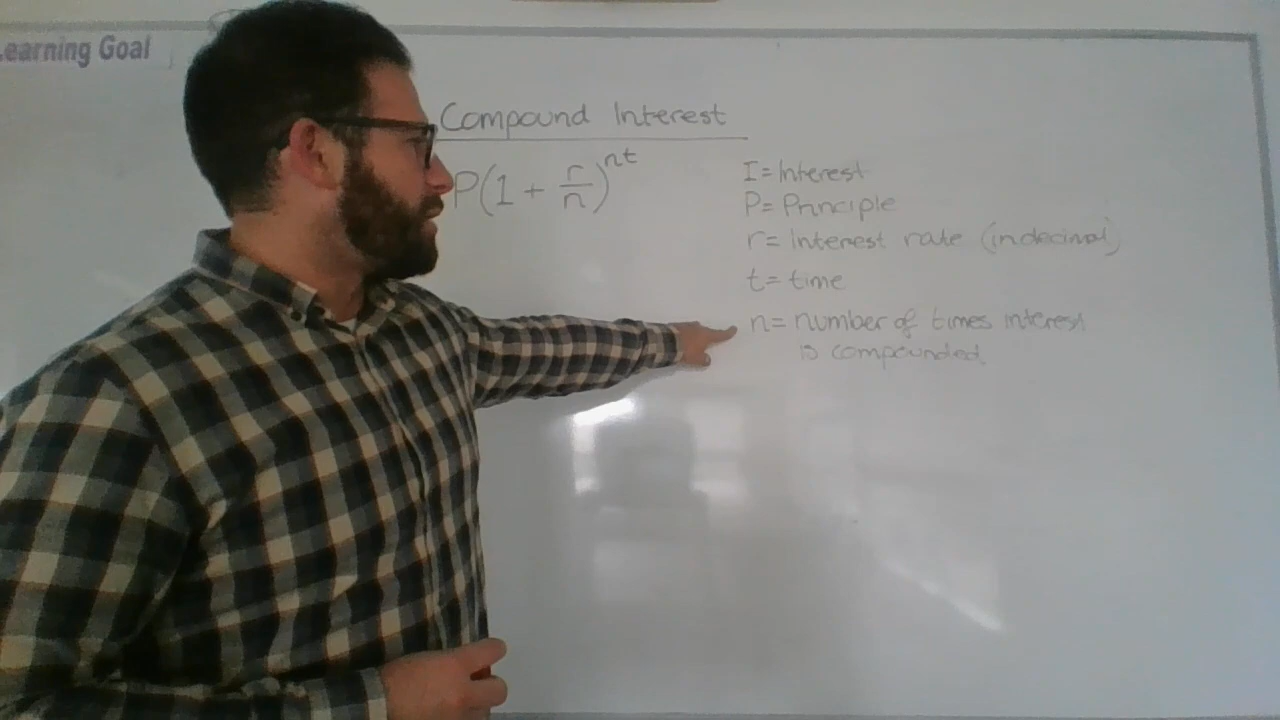 Learning Goal
Compound Interest
P(1 + r/n)^nt
I = Interest
P = Principle
r = Interest rate (in decimal)
t = time
n = number of times interest
is compounded.